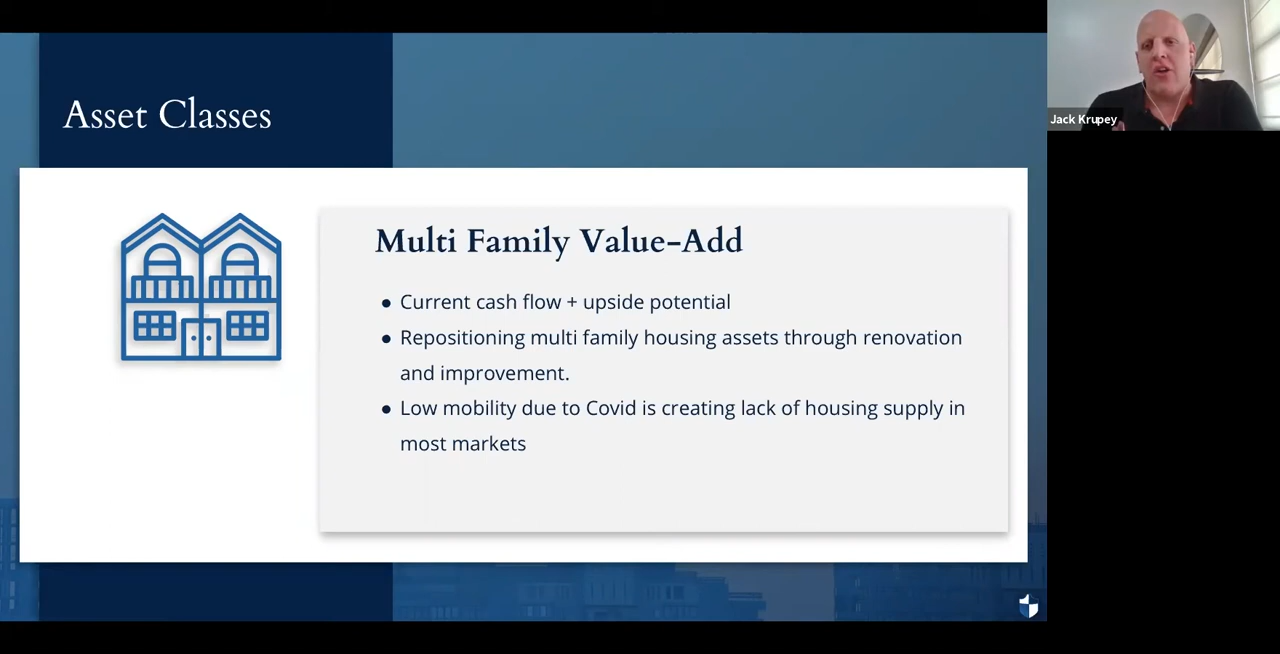 Asset Classes
Jack Krupey
Multi Family Value-Add
● Current cash flow + upside potential
● Repositioning multi family housing assets through renovation
and improvement.
● Low mobility due to Covid is creating lack of housing supply in
most markets